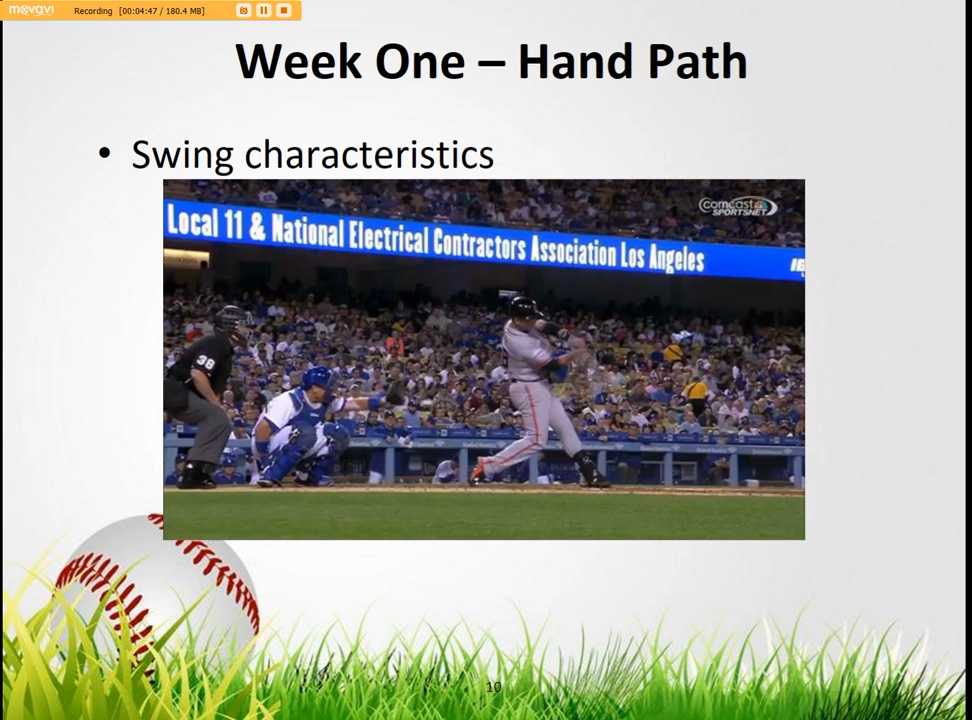 movavi
Recording [00:04:47 / 180.4 MB]
Week One – Hand Path
• Swing characteristics
comcast
SPORTSNET
Local 11 & National Electrical Contractors Association Los Angeles
38
10